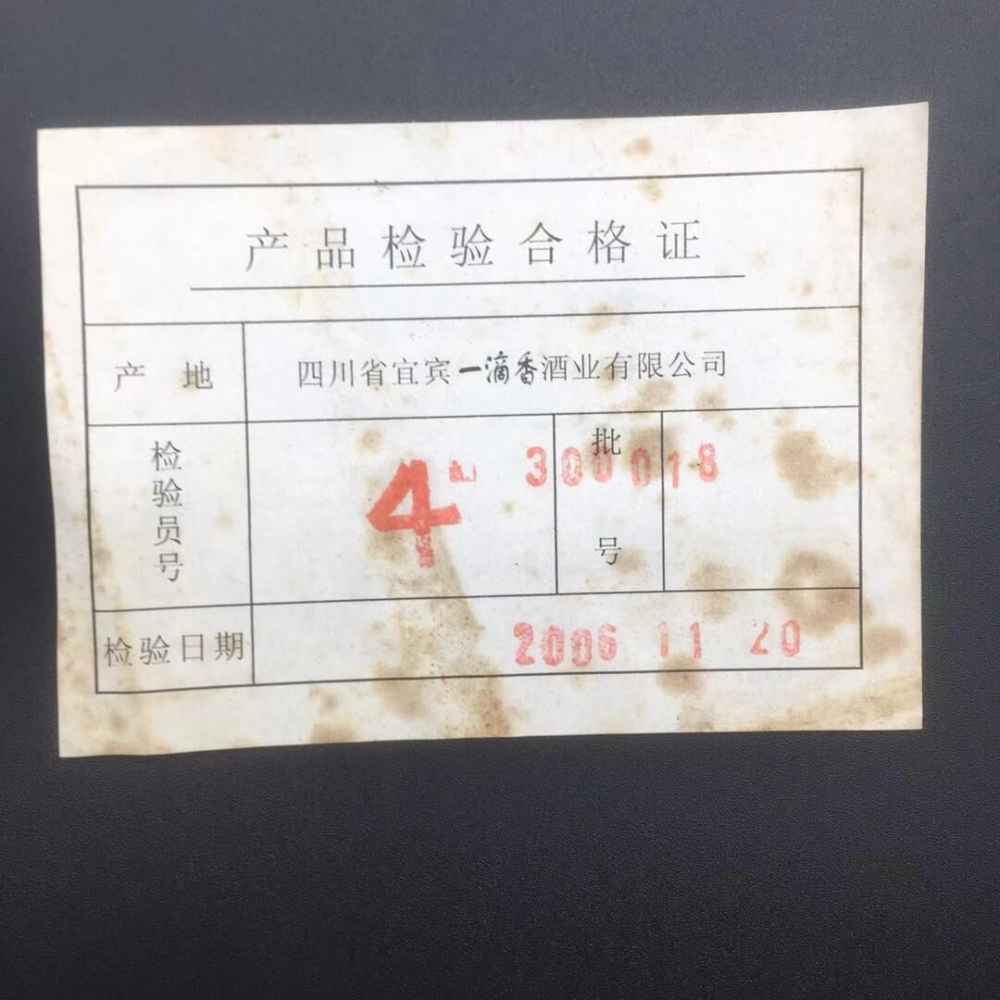 产品检验合格证
产地 四川省宜宾一滴香酒业有限公司
检验员号 4 批号 300018
检验日期 2006 11 20